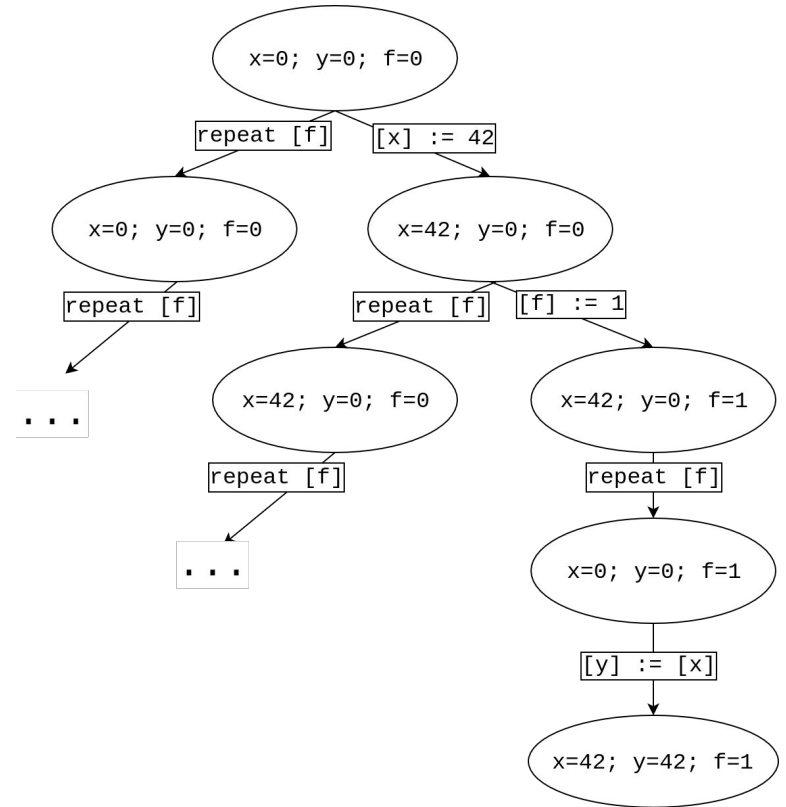 x=0; y=0; f=0
repeat [f]
[x] := 42
x=0; y=0; f=0
x=42; y=0; f=0
repeat [f]
repeat [f]
[f] := 1
...
x=42; y=0; f=0
x=42; y=0; f=1
repeat [f]
repeat [f]
...
x=0; y=0; f=1
[y] := [x]
x=42; y=42; f=1